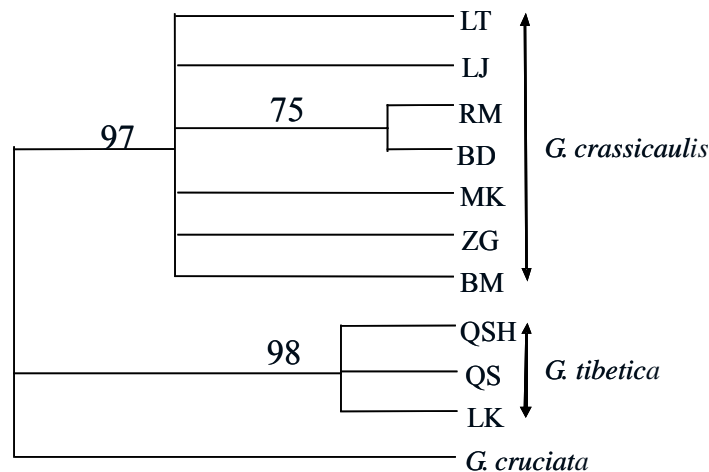 LT
LJ
75
RM
97
BD
G. crassicaulis
MK
ZG
BM
QSH
98
QS
G. tibetica
LK
G. cruciata